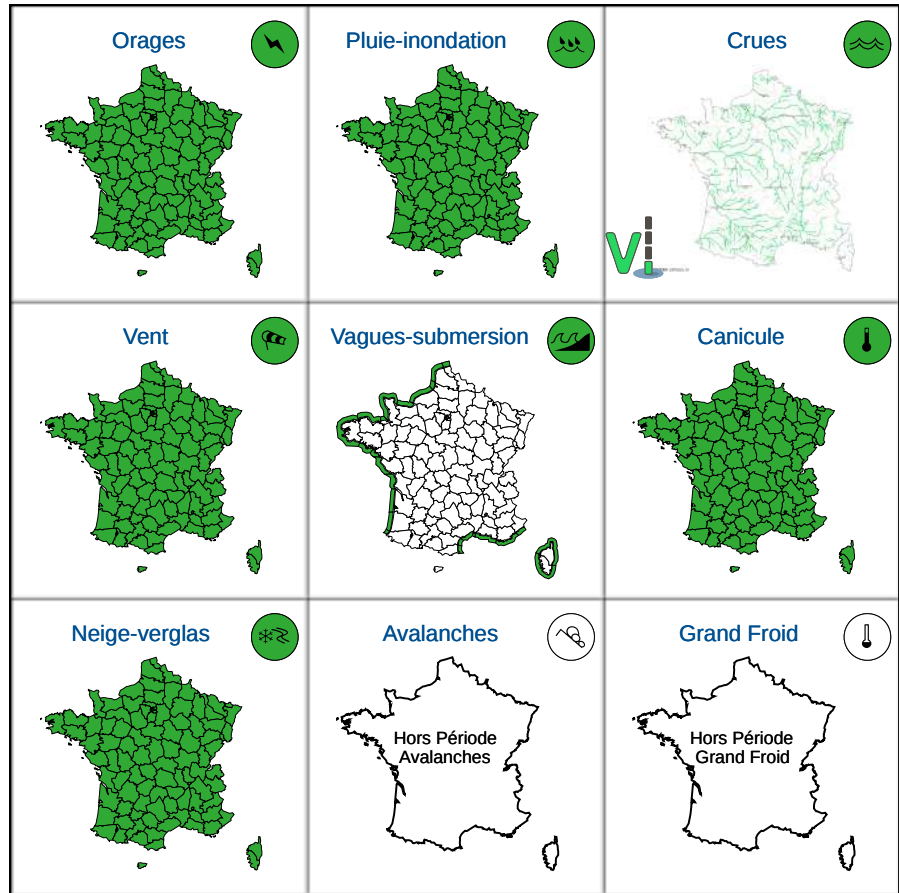 Orages
Pluie-inondation
Crues
Vent
Vagues-submersion
Canicule
Neige-verglas
Avalanches
Hors Période
Avalanches
Grand Froid
Hors Période
Grand Froid